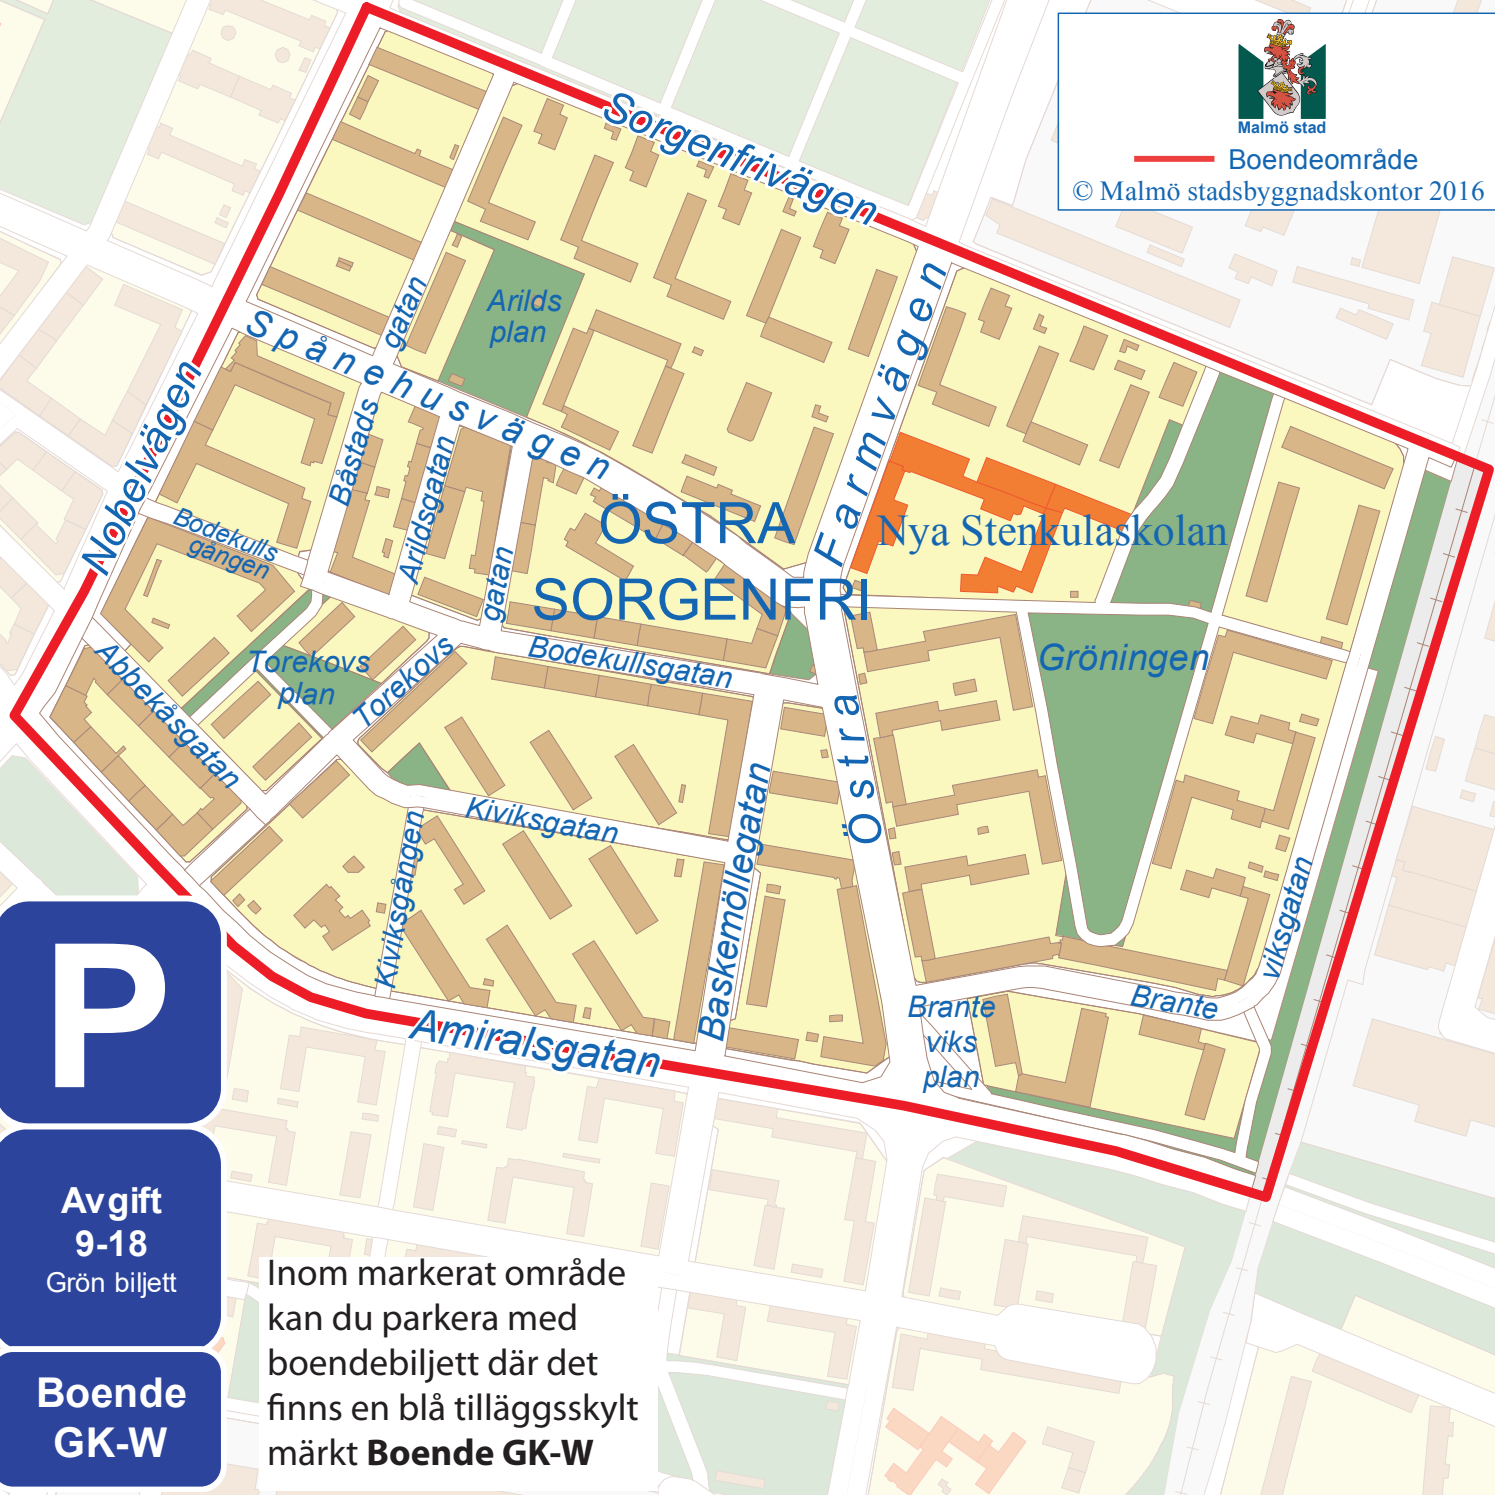 Malmö stad
Boendeområde
© Malmö stadsbyggnadskontor 2016
Sorgenfrivägen
Farmvägen
Arilds
plan
gatan
Spånehusvägen
Nobelvägen
Båstads
Arildsgatan
gatan
Bodekulls
gången
ÖSTRA
SORGENFRI
Nya Stenkulaskolan
Gröningen
Bodekullsgatan
Torekovs
plan
Torekovs
Abbekåsgatan
Östra
Kiviksgatan
Kiviksgången
Baskemöllegatan
viksgatan
Brante
Brante
viks
plan
Amiralsgatan
P
Avgift
9-18
Grön biljett
Boende
GK-W
Inom markerat område
kan du parkera med
boendebiljett där det
finns en blå tilläggsskylt
märkt Boende GK-W